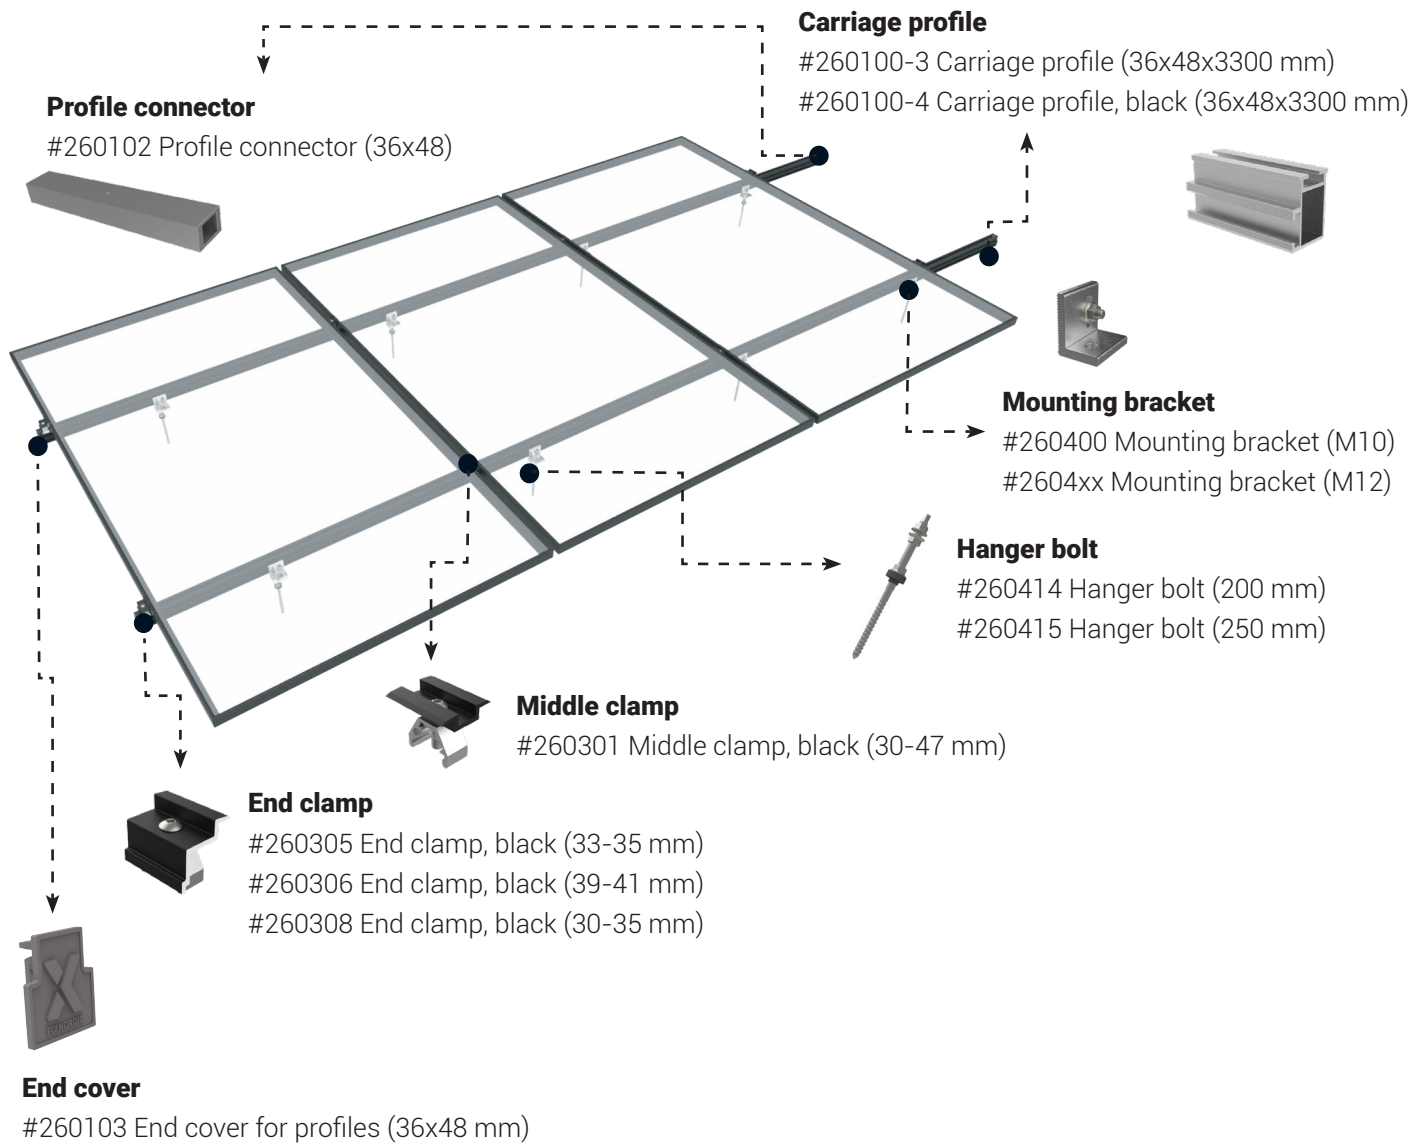 Carriage profile
#260100-3 Carriage profile (36x48x3300 mm)
#260100-4 Carriage profile, black (36x48x3300 mm)
Profile connector
#260102 Profile connector (36x48)
Mounting bracket
#260400 Mounting bracket (M10)
#2604xx Mounting bracket (M12)
Hanger bolt
#260414 Hanger bolt (200 mm)
#260415 Hanger bolt (250 mm)
Middle clamp
#260301 Middle clamp, black (30-47 mm)
End clamp
#260305 End clamp, black (33-35 mm)
#260306 End clamp, black (39-41 mm)
#260308 End clamp, black (30-35 mm)
X
End cover
#260103 End cover for profiles (36x48 mm)